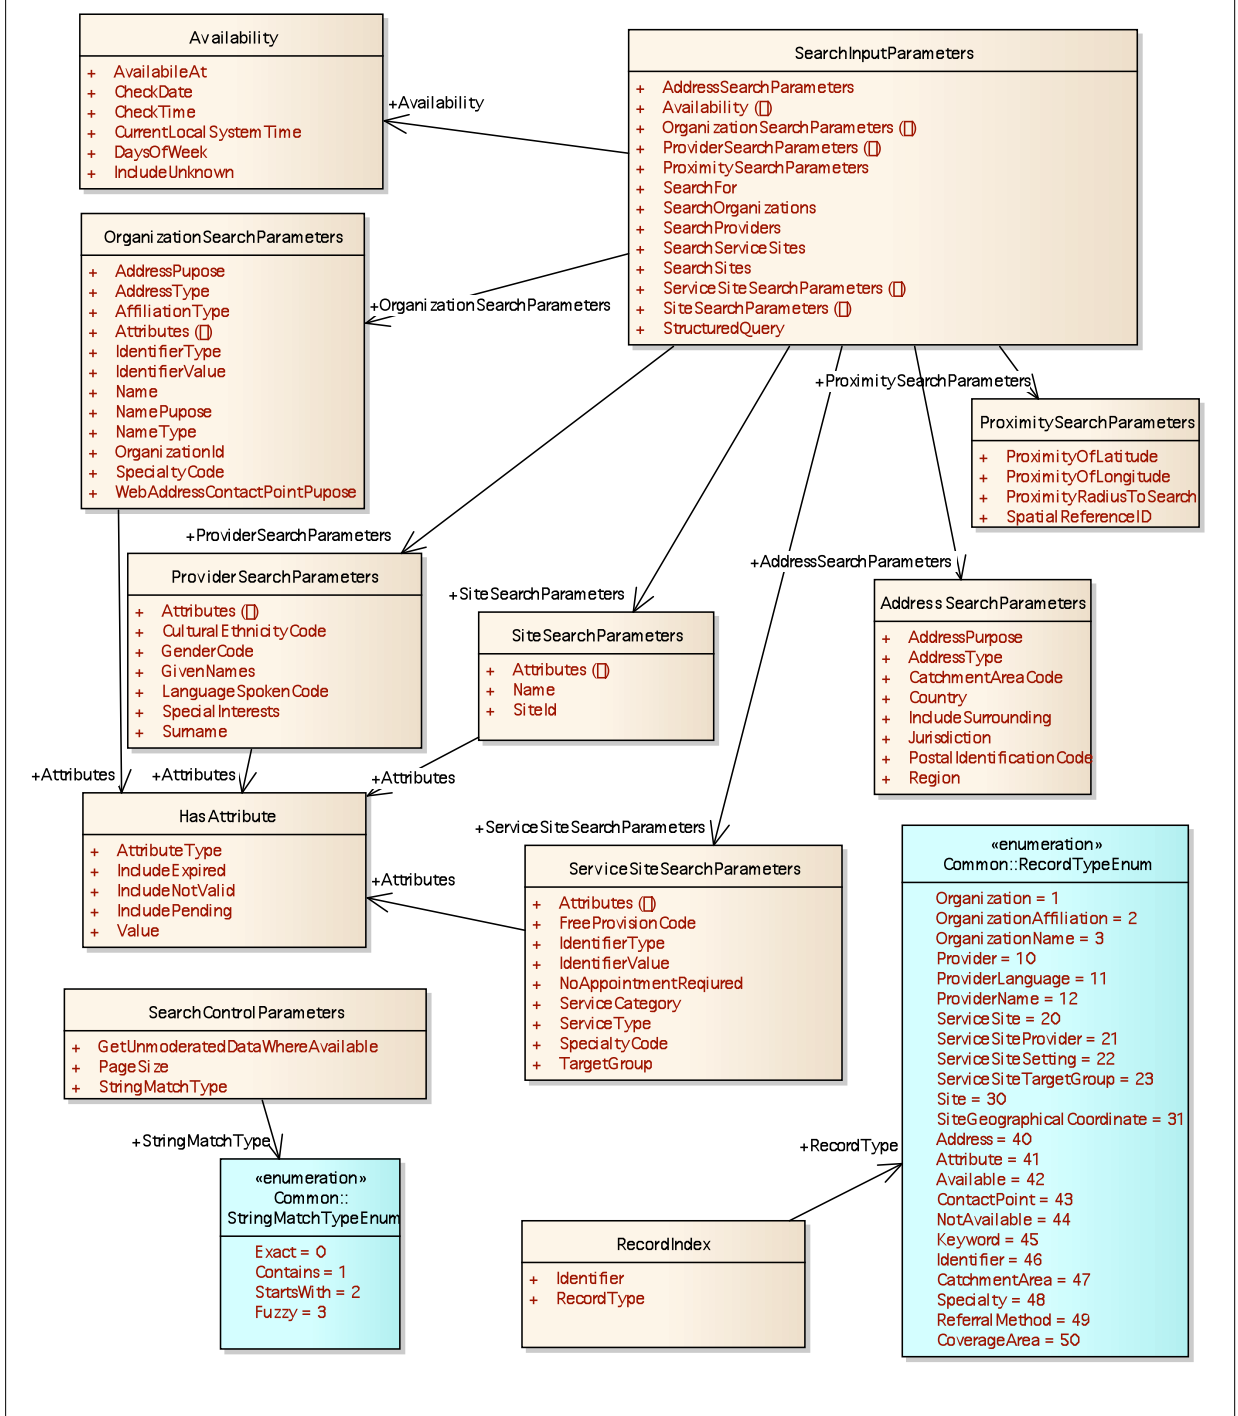 Availability
+ AvailabileAt
+ CheckDate
+ CheckTime
+ CurrentLocalSystemTime
+ DaysOfWeek
+ IncludeUnknown
+Availability
SearchInputParameters
+ AddressSearchParameters
+ Availability ([])
+ OrganizationSearchParameters ([])
+ ProviderSearchParameters ([])
+ ProximitySearchParameters
+ SearchFor
+ SearchOrganizations
+ SearchProviders
+ SearchServiceSites
+ SearchSites
+ ServiceSiteSearchParameters ([])
+ SiteSearchParameters ([])
+ StructuredQuery
OrganizationSearchParameters
+ AddressPupose
+ AddressType
+ AffiliationType
+ Attributes ([])
+ IdentifierType
+ IdentifierValue
+ Name
+ NamePupose
+ NameType
+ OrganizationId
+ SpecialtyCode
+ WebAddressContactPointPupose
+OrganizationSearchParameters
+ProximitySearchParameters
ProximitySearchParameters
+ ProximityOfLatitude
+ ProximityOfLongitude
+ ProximityRadiusToSearch
+ SpatialReferenceID
+ProviderSearchParameters
ProviderSearchParameters
+ Attributes ([])
+ CulturalEthnicityCode
+ GenderCode
+ GivenNames
+ LanguageSpokenCode
+ SpecialInterests
+ Surname
+SiteSearchParameters
SiteSearchParameters
+ Attributes ([])
+ Name
+ SiteId
+AddressSearchParameters
Address SearchParameters
+ AddressPurpose
+ AddressType
+ CatchmentAreaCode
+ Country
+ IncludeSurrounding
+ Jurisdiction
+ PostalIdentificationCode
+ Region
+Attributes
+Attributes
+Attributes
HasAttribute
+ AttributeType
+ IncludeExpired
+ IncludeNotValid
+ IncludePending
+ Value
+Attributes
+ServiceSiteSearchParameters
ServiceSiteSearchParameters
+ Attributes ([])
+ FreeProvisionCode
+ IdentifierType
+ IdentifierValue
+ NoAppointmentReqiured
+ ServiceCategory
+ ServiceType
+ SpecialtyCode
+ TargetGroup
«enumeration»
Common::RecordTypeEnum
Organization = 1
OrganizationAffiliation = 2
OrganizationName = 3
Provider = 10
ProviderLanguage = 11
ProviderName = 12
ServiceSite = 20
ServiceSiteProvider = 21
ServiceSiteSetting = 22
ServiceSiteTargetGroup = 23
Site = 30
SiteGeographicalCoordinate = 31
Address = 40
Attribute = 41
Available = 42
ContactPoint = 43
NotAvailable = 44
Keyword = 45
Identifier = 46
CatchmentArea = 47
Specialty = 48
ReferralMethod = 49
CoverageArea = 50
SearchControlParameters
+ GetUnmoderatedDataWhereAvailable
+ PageSize
+ StringMatchType
+StringMatchType
«enumeration»
Common::
StringMatchTypeEnum
Exact = 0
Contains = 1
StartsWith = 2
Fuzzy = 3
+RecordType
RecordIndex
+ Identifier
+ RecordType